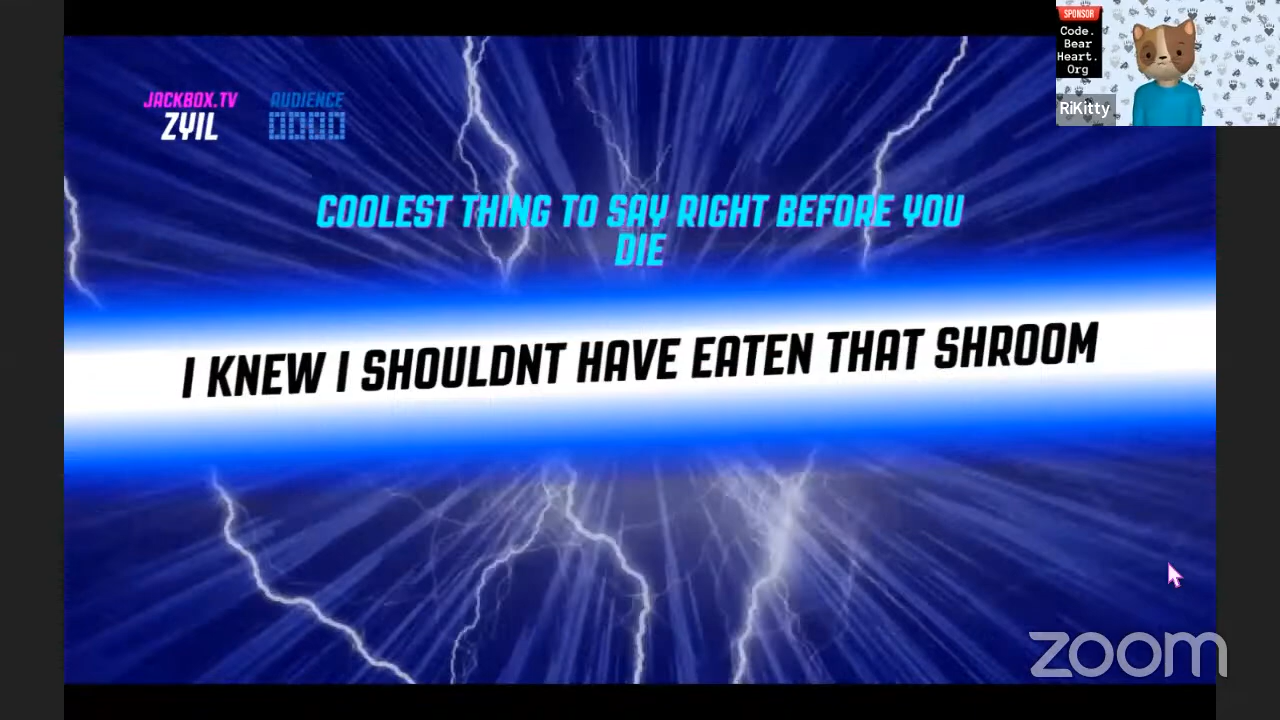 JACKBOX.TV
ZYIL
AUDIENCE
SPONSOR
Code.
Bear
Heart.
Org
RiKitty
COOLEST THING TO SAY RIGHT BEFORE YOU
DIE
I KNEW I SHOULDNT HAVE EATEN THAT SHROOM
zoom